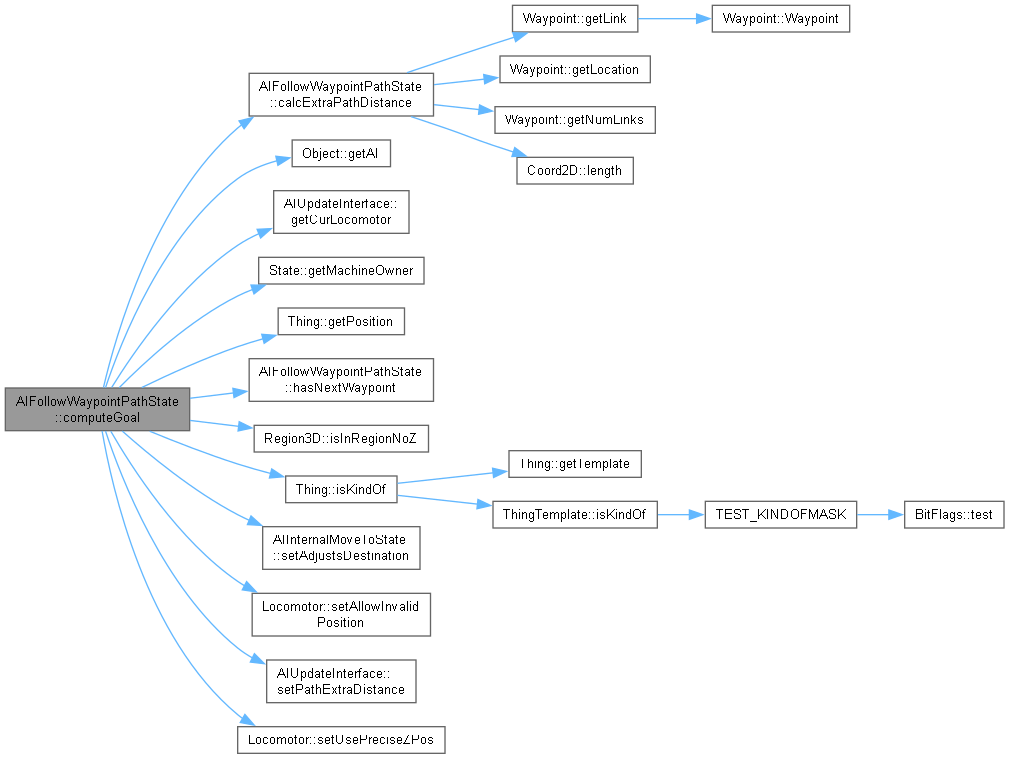 Waypoint::getLink
Waypoint::Waypoint
AIFollowWaypointPathState
::calcExtraPathDistance
Waypoint::getLocation
Waypoint::getNumLinks
Coord2D::length
Object::getAI
AIUpdateInterface::
getCurLocomotor
State::getMachineOwner
Thing::getPosition
AIFollowWaypointPathState
::hasNextWaypoint
AIFollowWaypointPathState
::computeGoal
Region3D::isInRegionNoZ
Thing::isKindOf
Thing::getTemplate
ThingTemplate::isKindOf
TEST_KINDOFMASK
BitFlags::test
AIInternalMoveToState
::setAdjustsDestination
Locomotor::setAllowInvalid
Position
AIUpdateInterface::
setPathExtraDistance
Locomotor::setUsePreciseZPos